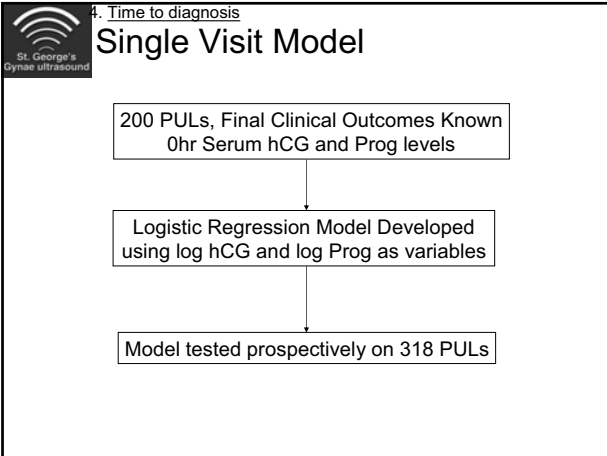 4. Time to diagnosis
St. George's
Gynae ultrasound
Single Visit Model
200 PULs, Final Clinical Outcomes Known
0hr Serum hCG and Prog levels
Logistic Regression Model Developed
using log hCG and log Prog as variables
Model tested prospectively on 318 PULs